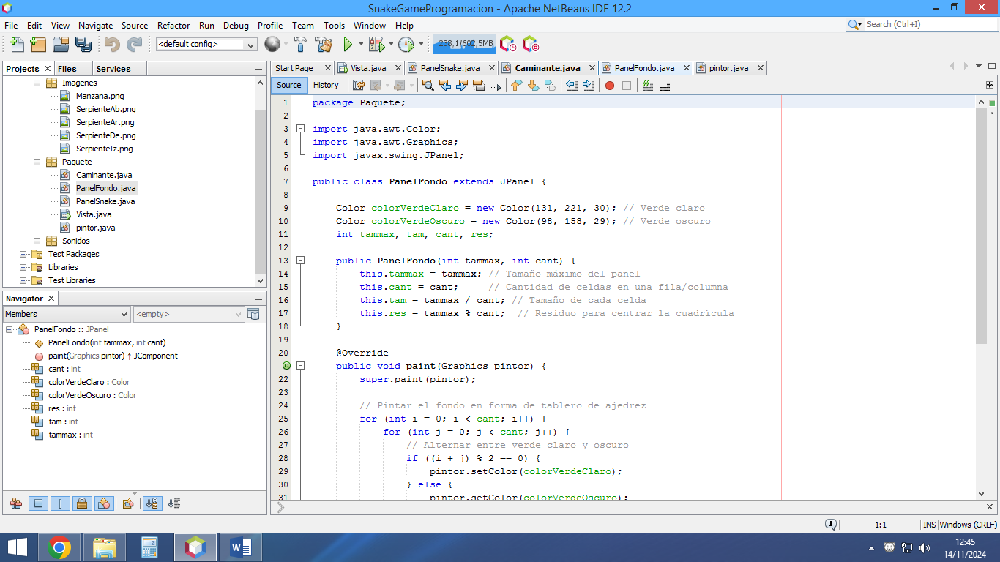 SnakeGameProgramacion - Apache NetBeans IDE 12.2
File Edit View Navigate Source Refactor Run Debug Profile Team Tools Window Help
Search (Ctrl+I)
<default config>
238,1/602,5MB
Projects Files Services
Imagenes
Manzana.png
SerpienteAb.png
SerpienteAr.png
SerpienteDe.png
SerpienteIz.png
Paquete
Caminante.java
PanelFondo.java
PanelSnake.java
Vista.java
pintor.java
Sonidos
Test Packages
Libraries
Test Libraries
Navigator
Members
<empty>
PanelFondo :: JPanel
PanelFondo(int tammax, int cant)
paint(Graphics pintor) ↑ JComponent
cant : int
colorVerdeClaro : Color
colorVerdeOscuro : Color
res : int
tam : int
tammax : int
Start Page Vista.java PanelSnake.java Caminante.java PanelFondo.java pintor.java
Source History
1 package Paquete;
2
3 import java.awt.Color;
4 import java.awt.Graphics;
5 import javax.swing.JPanel;
6
7 public class PanelFondo extends JPanel {
8
9 Color colorVerdeClaro = new Color(131, 221, 30); // Verde claro
10 Color colorVerdeOscuro = new Color(98, 158, 29); // Verde oscuro
11 int tammax, tam, cant, res;
12
13 public PanelFondo(int tammax, int cant) {
14 this.tammax = tammax; // Tamaño máximo del panel
15 this.cant = cant; // Cantidad de celdas en una fila/columna
16 this.tam = tammax / cant; // Tamaño de cada celda
17 this.res = tammax % cant; // Residuo para centrar la cuadrícula
18 }
19
20 @Override
public void paint(Graphics pintor) {
22 super.paint(pintor);
23
24 // Pintar el fondo en forma de tablero de ajedrez
25 for (int i = 0; i < cant; i++) {
26 for (int j = 0; j < cant; j++) {
27 // Alternar entre verde claro y oscuro
28 if ((i + j) % 2 == 0) {
29 pintor.setColor(colorVerdeClaro);
30 } else {
31 pintor.setColor(colorVerdeOscuro);
1 1:1 INS Windows (CRLF)
12:45
14/11/2024